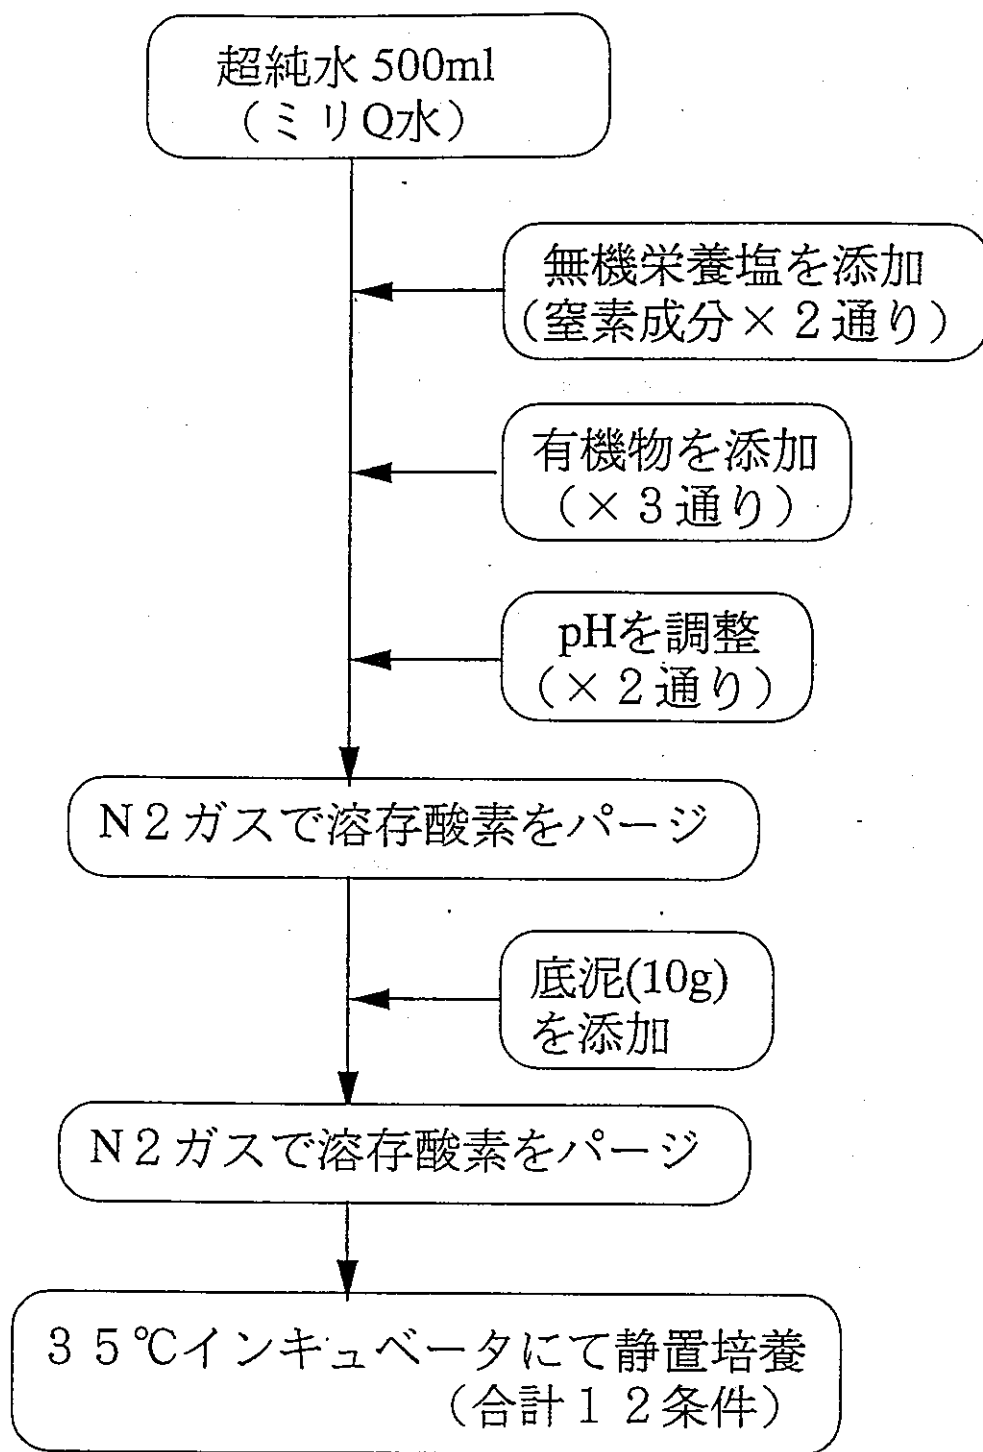 超純水 500ml
（ミリQ水）
無機栄養塩を添加
（窒素成分×２通り）
有機物を添加
（×３通り）
pHを調整
（×２通り）
N２ガスで溶存酸素をパージ
底泥(10g)
を添加
N２ガスで溶存酸素をパージ
３５℃インキュベータにて静置培養
（合計１２条件）